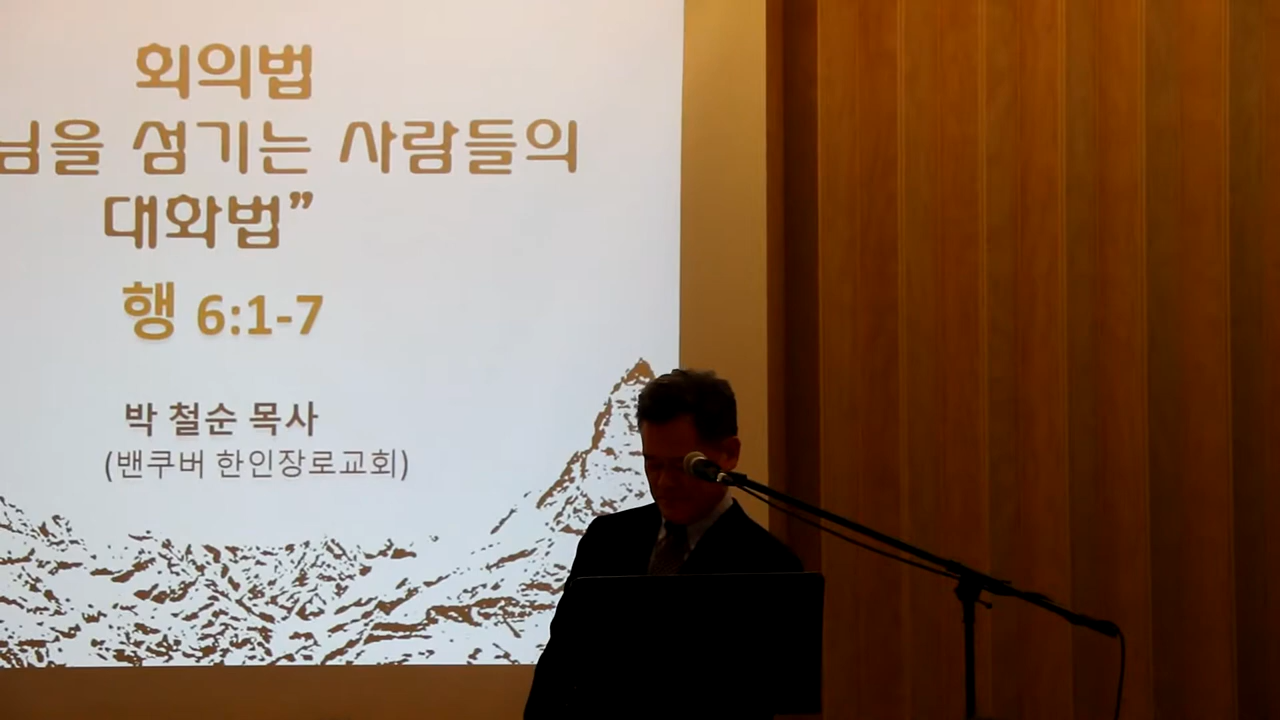 회의법
님을 섬기는 사람들의
대화법”
행 6:1-7
박 철순 목사
(밴쿠버 한인장로교회)